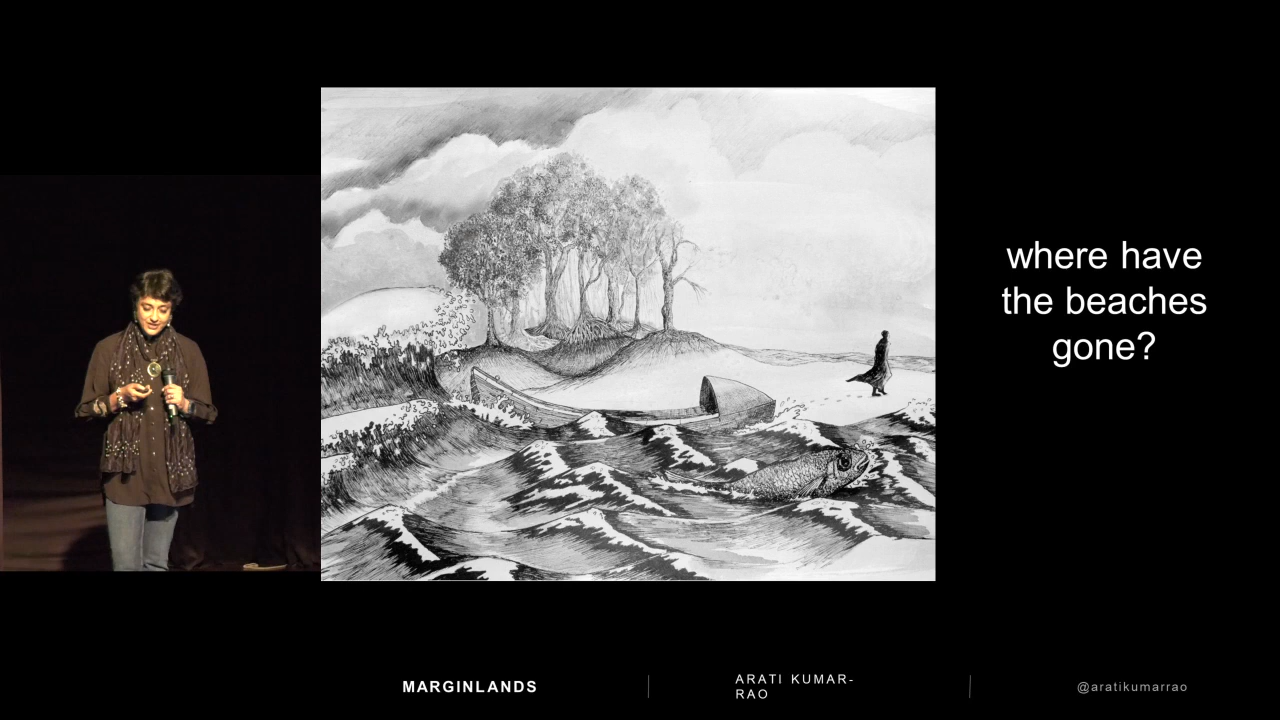 where have
the beaches
gone?
MARGINLANDS
ARATI KUMAR-
RAO
@aratikumarrao